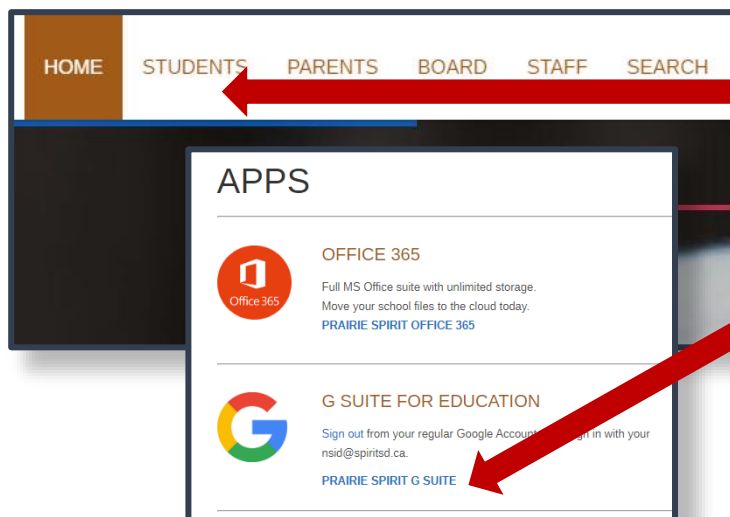 HOME STUDENTS PARENTS BOARD STAFF SEARCH
APPS
Office 365
OFFICE 365
Full MS Office suite with unlimited storage.
Move your school files to the cloud today.
PRAIRIE SPIRIT OFFICE 365
G SUITE FOR EDUCATION
Sign out from your regular Google in with your
nsid@spiritsd.ca.
PRAIRIE SPIRIT G SUITE